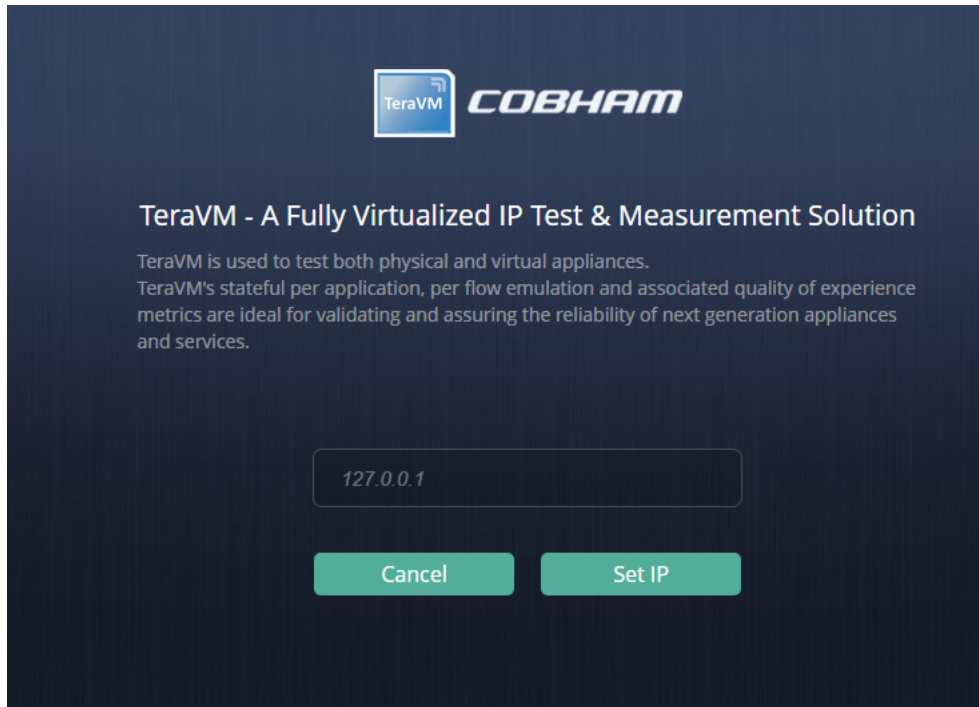 TeraVM COBHAM
TeraVM - A Fully Virtualized IP Test & Measurement Solution
TeraVM is used to test both physical and virtual appliances.
TeraVM's stateful per application, per flow emulation and associated quality of experience
metrics are ideal for validating and assuring the reliability of next generation appliances
and services.
127.0.0.1
Cancel Set IP